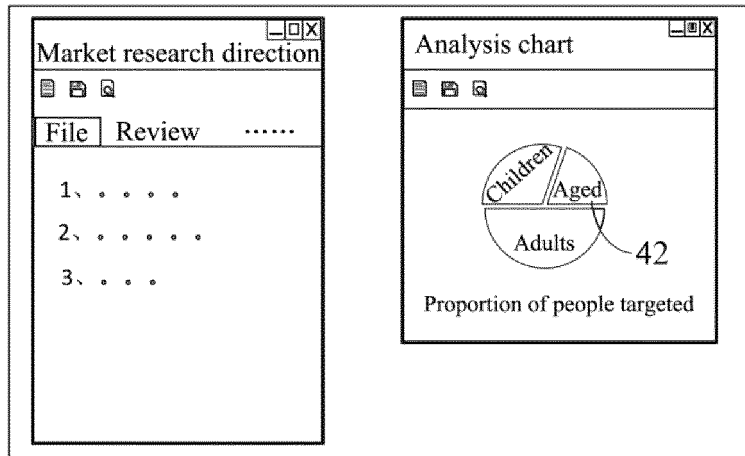 Market research direction
File Review ......
1、。。。。
2、。。。。。
3、。。。
Analysis chart
Children
Aged
Adults
42
Proportion of people targeted